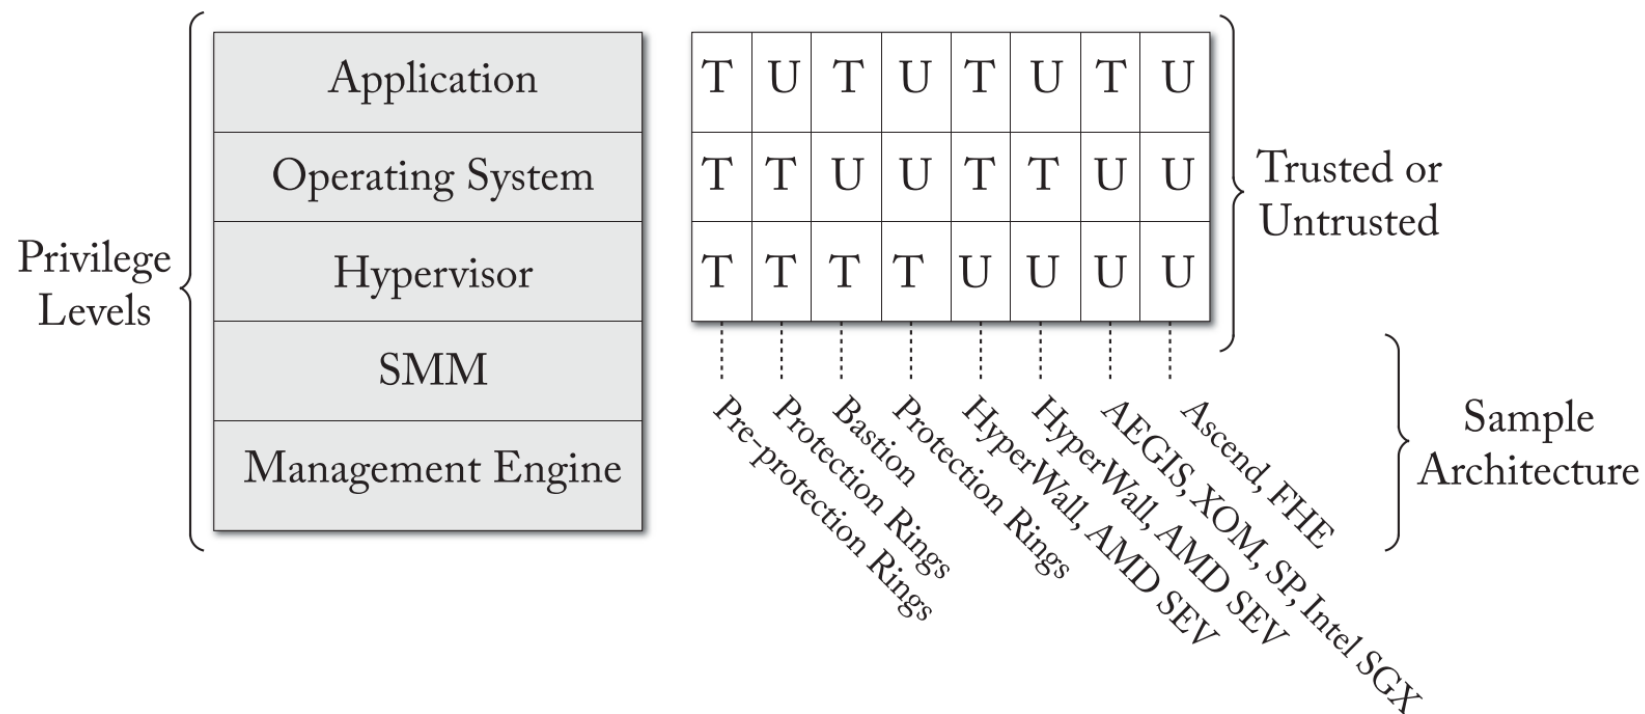 Privilege
Levels
Application
Operating System
Hypervisor
SMM
Management Engine
T U T U T U T U
T T U U T T U U
T T T T U U U U
Trusted or
Untrusted
Pre-protection Rings
Protection Rings
Bastion
Protection Rings
HyperWall, AMD SEV
HyperWall, AMD SEV
AEGIS, XOM, SP, Intel SGX
Ascend, FHE
Sample
Architecture